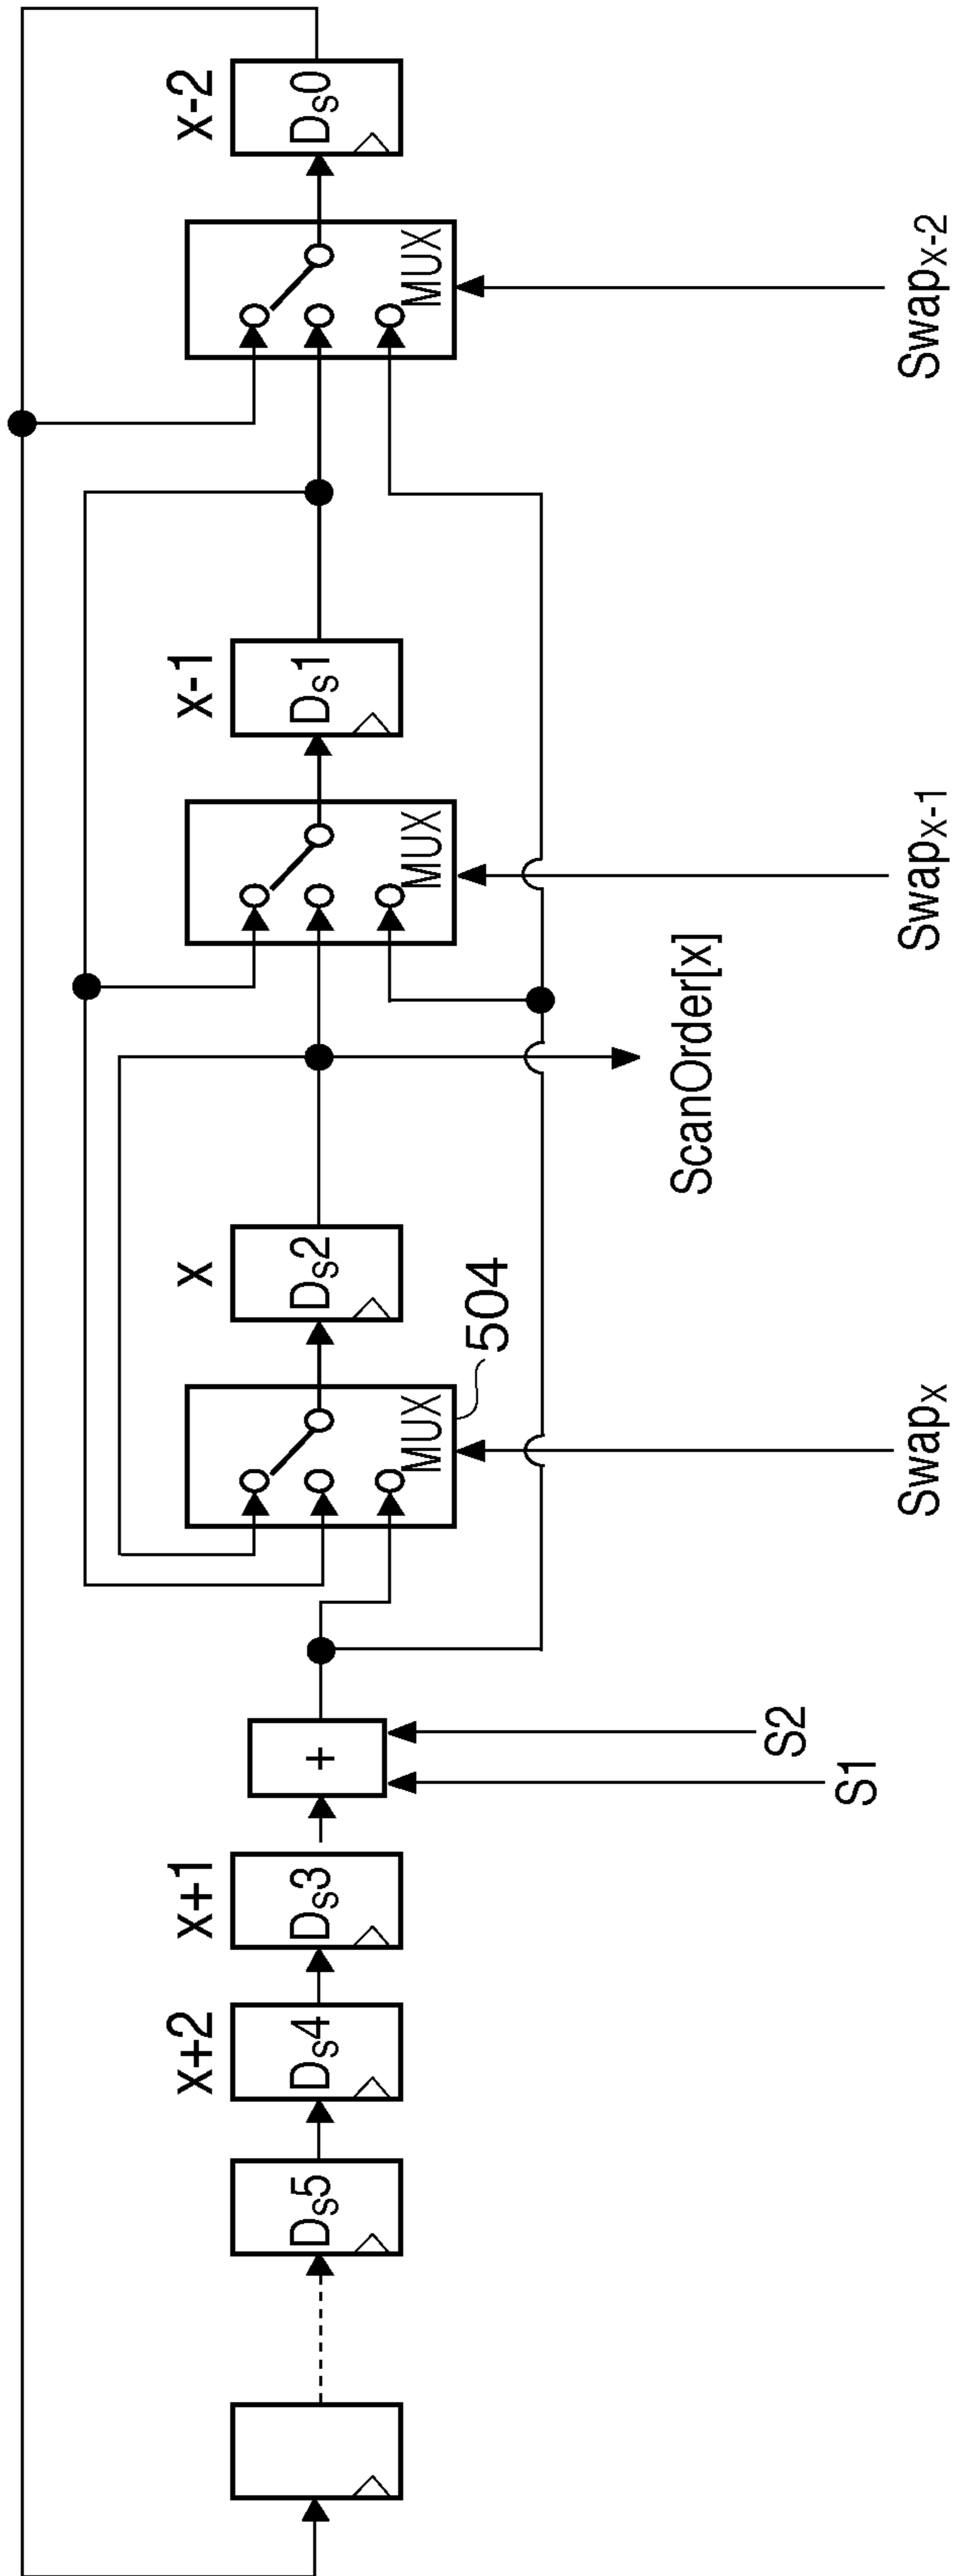 x+2
x+1
x
x-1
x-2
Ds5
Ds4
Ds3
+
MUX
Ds2
MUX
Ds1
MUX
Ds0
504
S1
S2
ScanOrder[x]
Swapx
Swapx-1
Swapx-2